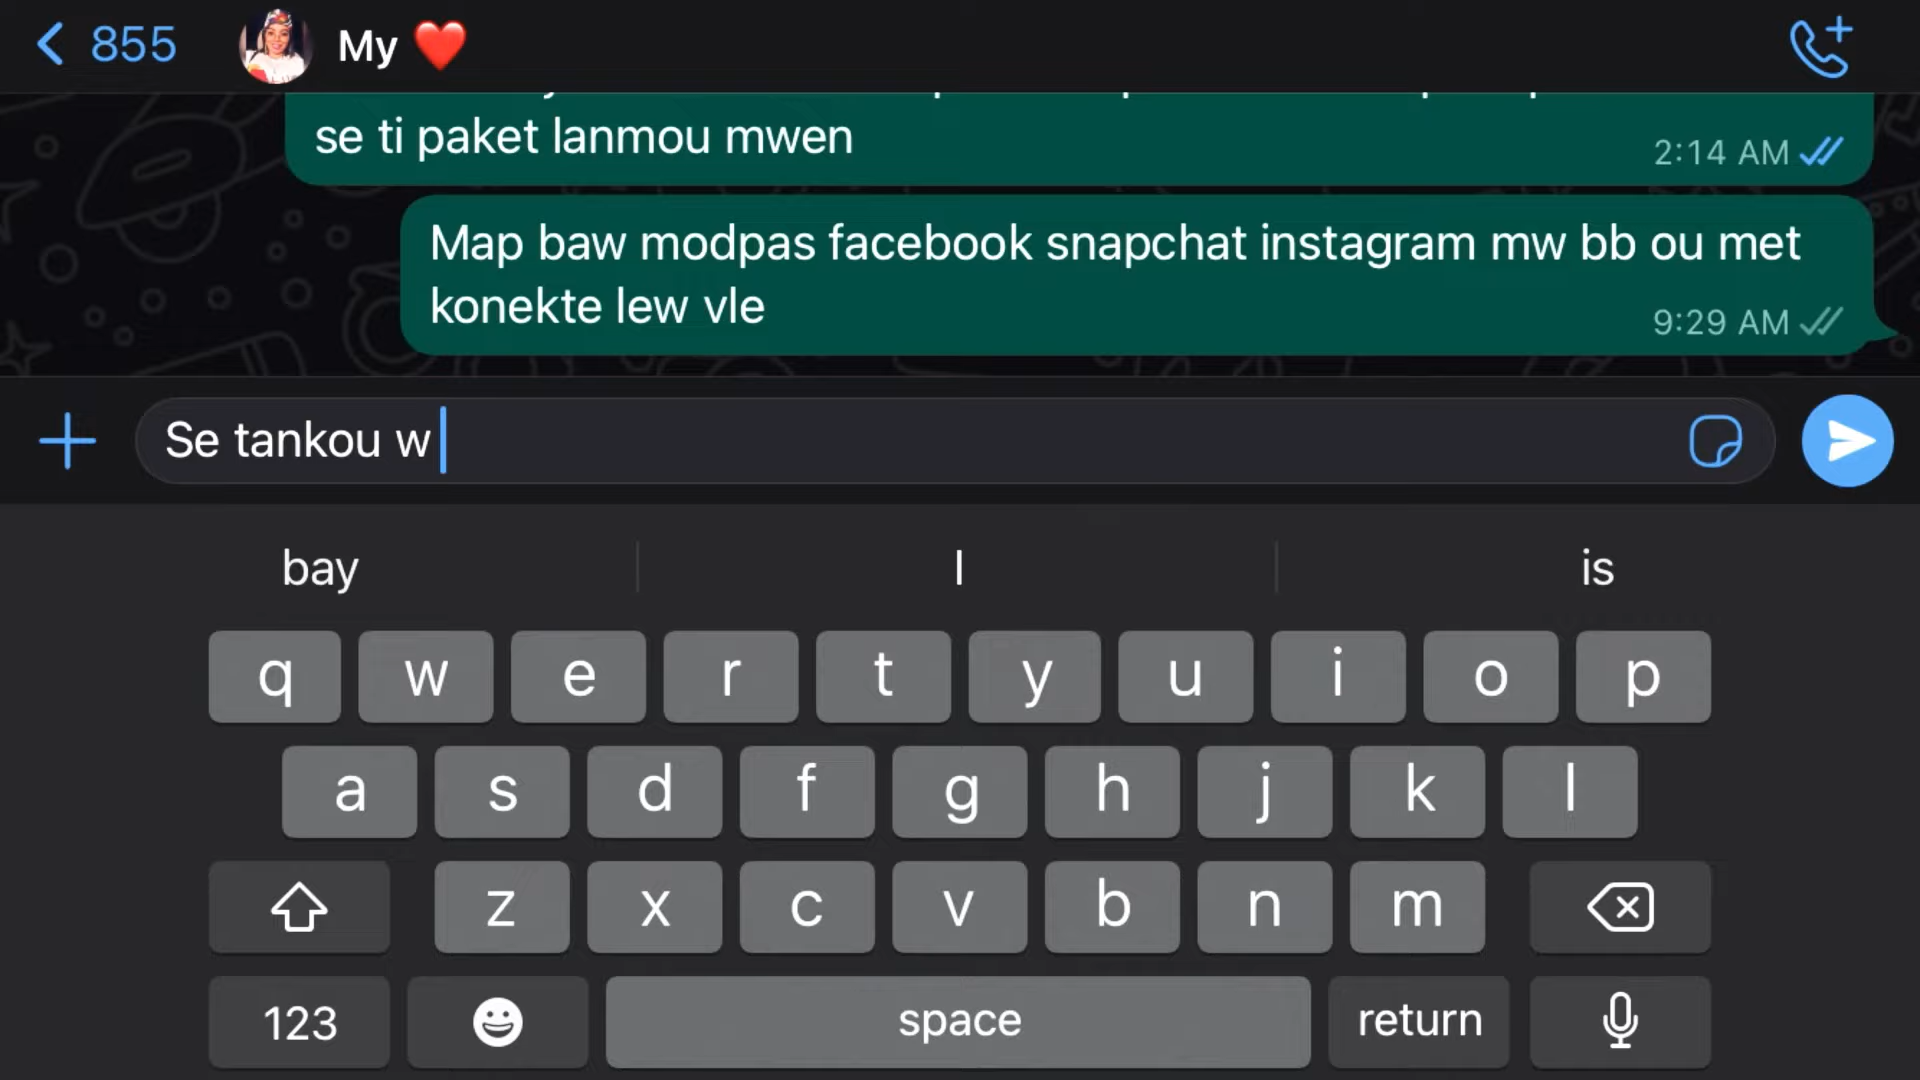 855 My ❤️
se ti paket lanmou mwen
2:14 AM
Map baw modpas facebook snapchat instagram mw bb ou met
konekte lew vle
9:29 AM
Se tankou w
bay I is
q w e r t y u i o p
a s d f g h j k l
z x c v b n m
123 space return